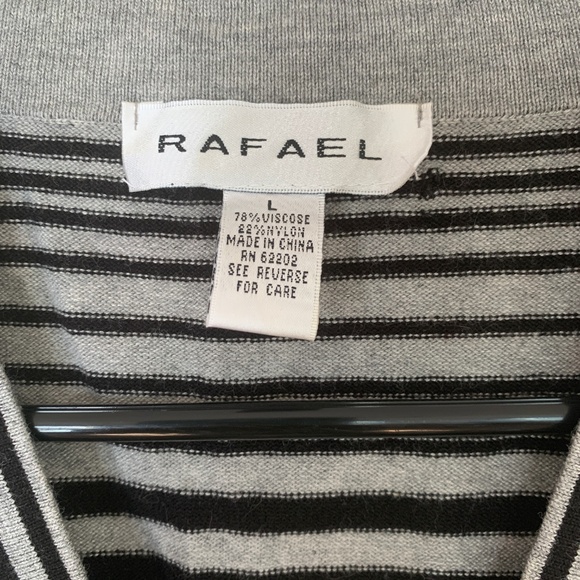 RAFAEL
L
78%VISCOSE
22%NYLON
MADE IN CHINA
RN 62202
SEE REVERSE
FOR CARE